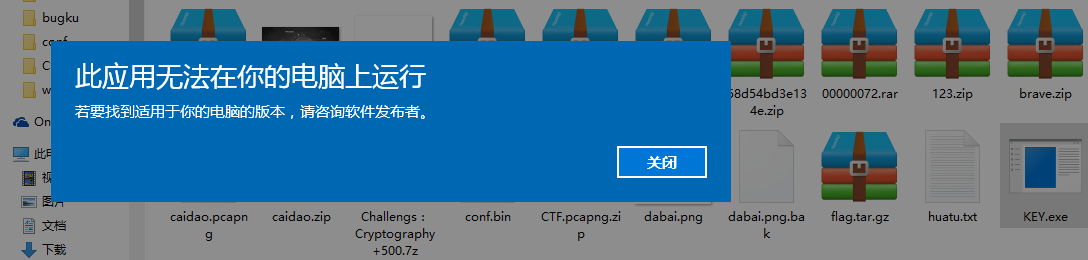 bugku
conf
此应用无法在你的电脑上运行
若要找到适用于你的电脑的版本，请咨询软件发布者。
关闭
58d54bd3e13
4e.zip
00000072.rar
123.zip
brave.zip
On
此电
视
图片
文档
下载
caidao.pcapn
g
caidao.zip
Challengs：
Cryptography
+500.7z
conf.bin
CTF.pcapng.zi
p
dabai.png
dabai.png.ba
k
flag.tar.gz
huatu.txt
KEY.exe